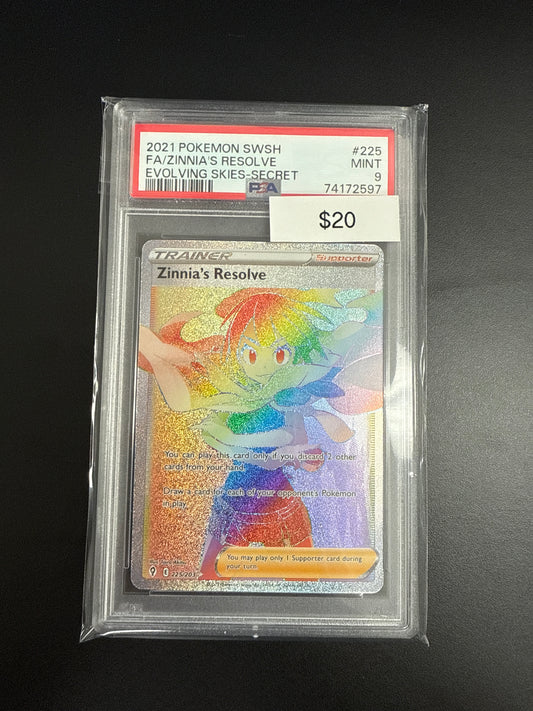 2021 POKEMON SWSH #225
FA/ZINNIA'S RESOLVE MINT
EVOLVING SKIES-SECRET 9
PSA 74172597
$20
TRAINER Supporter
Zinnia's Resolve
You can play this card only if you discard 2 other
cards from your hand.
Draw a card for each of your opponent's Pokémon
in play.
You may play only 1 Supporter card during
your turn.
225/203